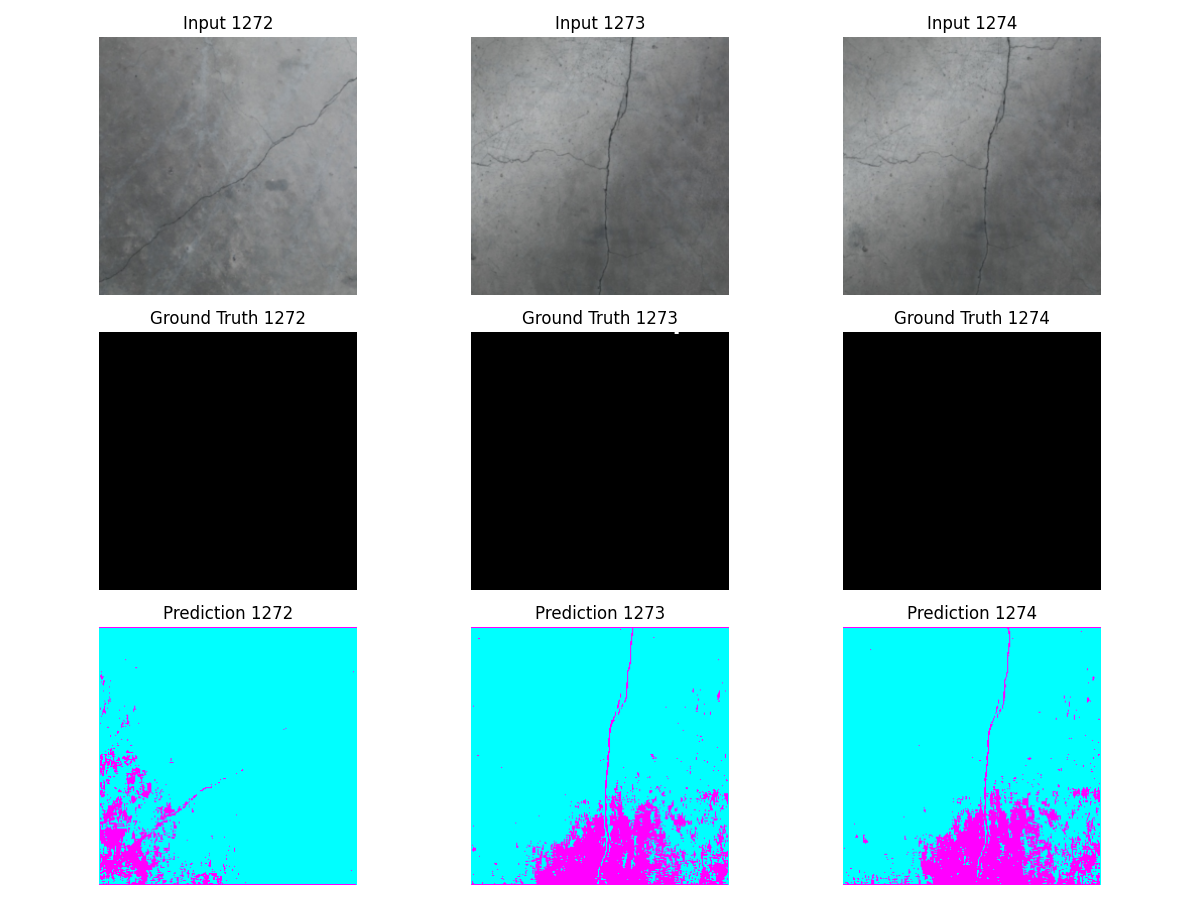 Input 1272
Input 1273
Input 1274
Ground Truth 1272
Ground Truth 1273
Ground Truth 1274
Prediction 1272
Prediction 1273
Prediction 1274